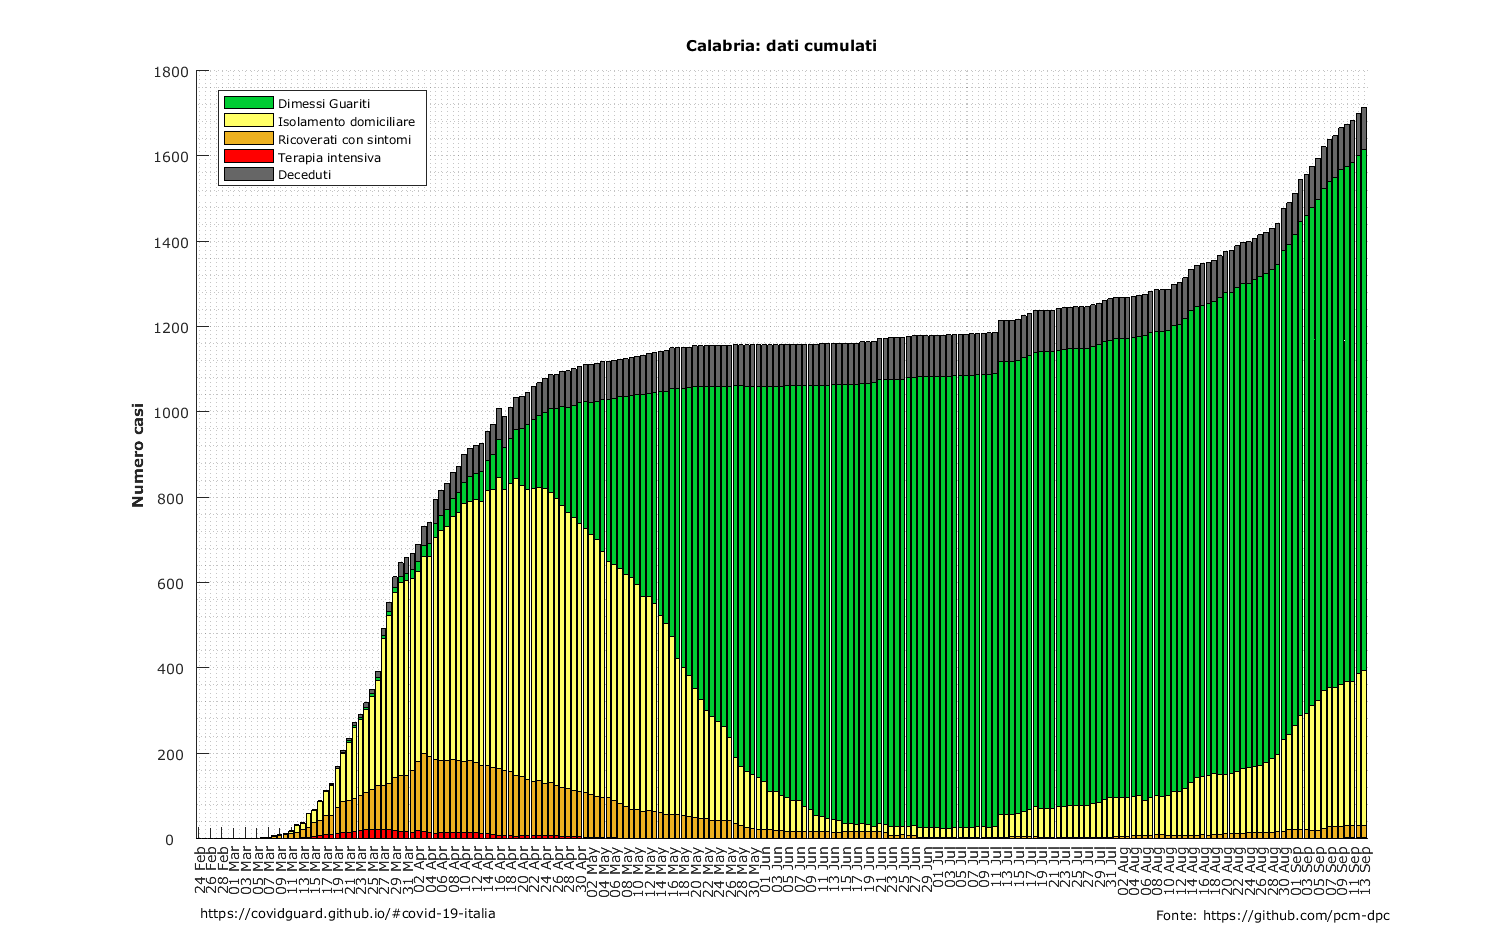 Calabria: dati cumulati
1800
1600
1400
1200
1000
800
600
400
200
0
Numero casi
Dimessi Guariti
Isolamento domiciliare
Ricoverati con sintomi
Terapia intensiva
Deceduti
24 Feb
26 Feb
28 Feb
01 Mar
03 Mar
05 Mar
07 Mar
09 Mar
11 Mar
13 Mar
15 Mar
17 Mar
19 Mar
21 Mar
23 Mar
25 Mar
27 Mar
29 Mar
31 Mar
02 Apr
04 Apr
06 Apr
08 Apr
10 Apr
12 Apr
14 Apr
16 Apr
18 Apr
20 Apr
22 Apr
24 Apr
26 Apr
28 Apr
30 Apr
02 May
04 May
06 May
08 May
10 May
12 May
14 May
16 May
18 May
20 May
22 May
24 May
26 May
28 May
30 May
01 Jun
03 Jun
05 Jun
07 Jun
09 Jun
11 Jun
13 Jun
15 Jun
17 Jun
19 Jun
21 Jun
23 Jun
25 Jun
27 Jun
29 Jun
01 Jul
03 Jul
05 Jul
07 Jul
09 Jul
11 Jul
13 Jul
15 Jul
17 Jul
19 Jul
21 Jul
23 Jul
25 Jul
27 Jul
29 Jul
31 Jul
02 Aug
04 Aug
06 Aug
08 Aug
10 Aug
12 Aug
14 Aug
16 Aug
18 Aug
20 Aug
22 Aug
24 Aug
26 Aug
28 Aug
30 Aug
01 Sep
03 Sep
05 Sep
07 Sep
09 Sep
11 Sep
13 Sep
https://covidguard.github.io/#covid-19-italia
Fonte: https://github.com/pcm-dpc